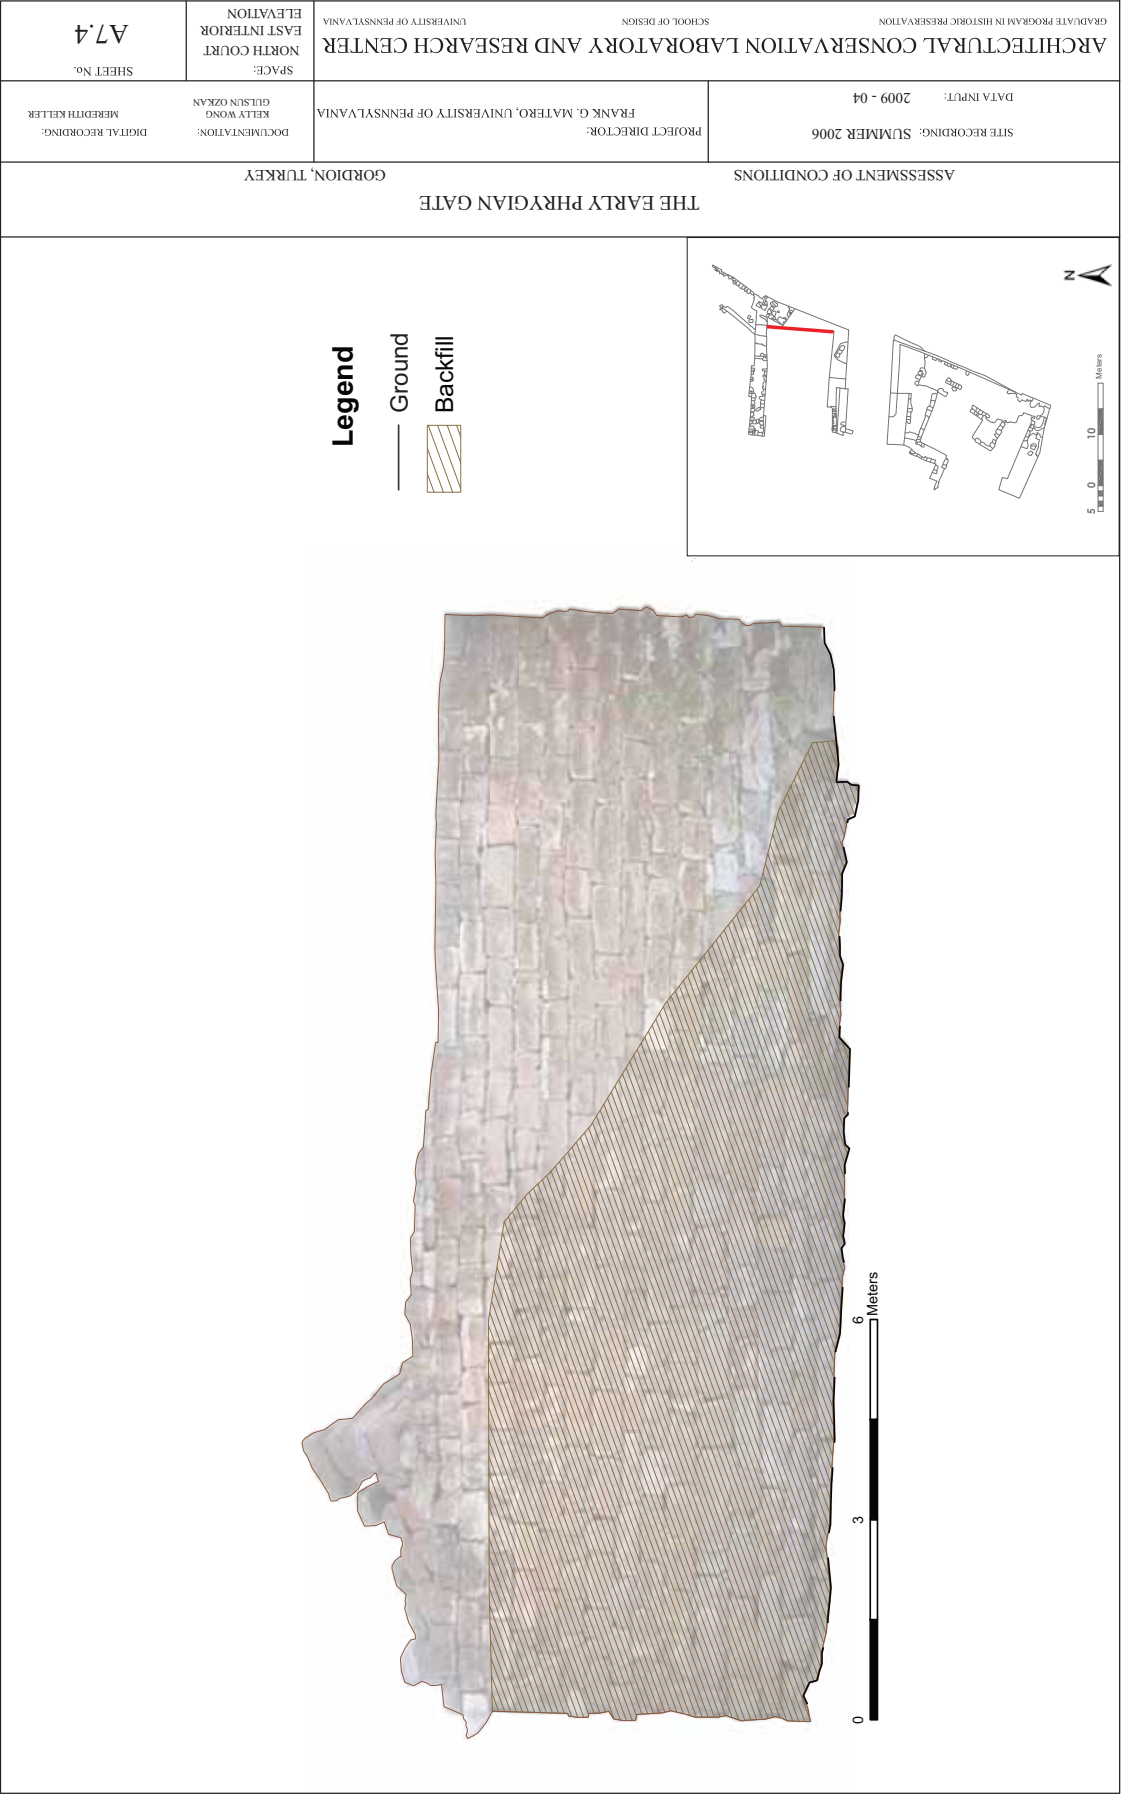 THE EARLY PHRYGIAN GATE
ASSESSMENT OF CONDITIONS
GORDION, TURKEY
SITE RECORDING: SUMMER 2006
DATA INPUT: 2009 - 04
PROJECT DIRECTOR:
FRANK G. MATERO, UNIVERSITY OF PENNSYLVANIA
DOCUMENTATION:
KELLY WONG
GULSUN OZKAN
DIGITAL RECORDING:
MEREDITH KELLER
ARCHITECTURAL CONSERVATION LABORATORY AND RESEARCH CENTER
GRADUATE PROGRAM IN HISTORIC PRESERVATION
SCHOOL OF DESIGN
UNIVERSITY OF PENNSYLVANIA
SPACE:
NORTH COURT
EAST INTERIOR
ELEVATION
SHEET No.
A7.4
Legend
Ground
Backfill
N
5 0 10
Meters
0 3 6
Meters